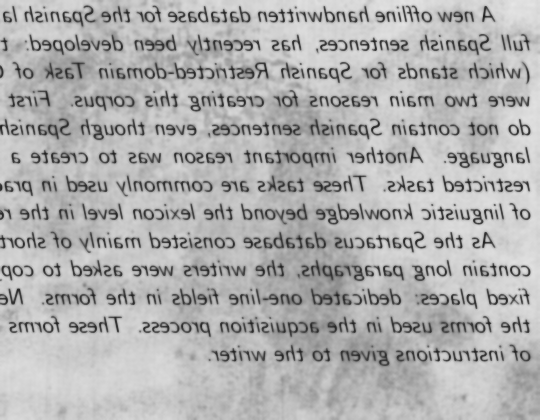 A new offline handwritten database for the Spanish la
full Spanish sentences, has recently been developed: t
(which stands for Spanish Restricted-domain Task of
were two main reasons for creating this corpus. First
do not contain Spanish sentences, even though Spanish
language. Another important reason was to create a
restricted tasks. These tasks are commonly used in prac
of linguistic knowledge beyond the lexicon level in the re
As the Spartacus database consisted mainly of short
contain long paragraphs, the writers were asked to copy
fixed places: dedicated one-line fields in the forms. Ne
the forms used in the acquisition process. These forms
of instructions given to the writer.